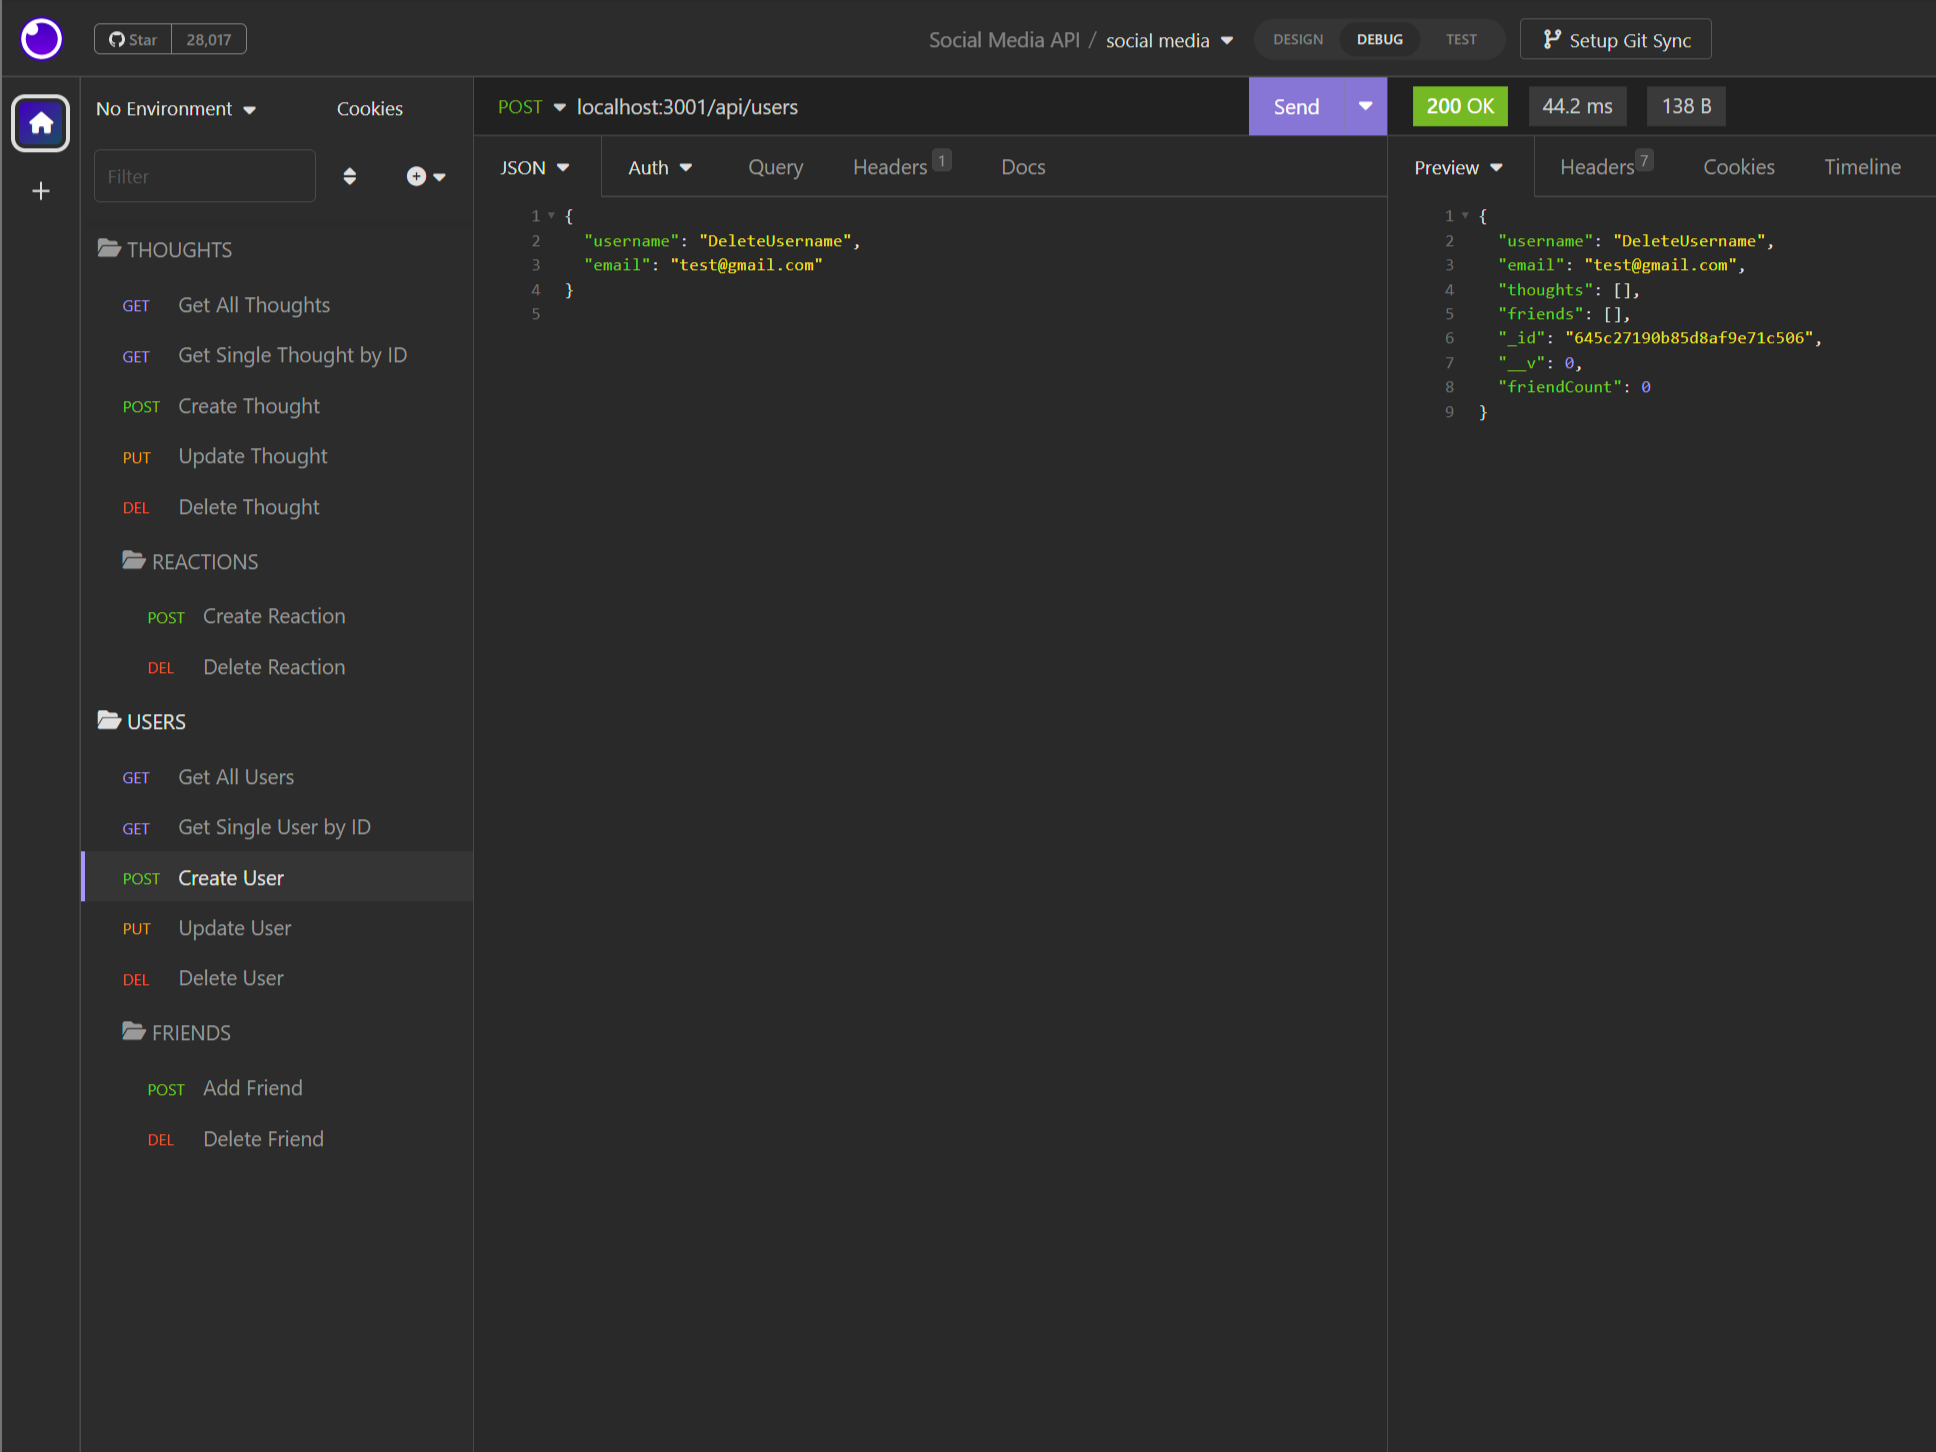 Star 28,017
Social Media API / social media
DESIGN DEBUG TEST
Setup Git Sync
No Environment Cookies
Filter
THOUGHTS
GET Get All Thoughts
GET Get Single Thought by ID
POST Create Thought
PUT Update Thought
DEL Delete Thought
REACTIONS
POST Create Reaction
DEL Delete Reaction
USERS
GET Get All Users
GET Get Single User by ID
POST Create User
PUT Update User
DEL Delete User
FRIENDS
POST Add Friend
DEL Delete Friend
POST localhost:3001/api/users Send
JSON Auth Query Headers 1 Docs
1 {
2 "username": "DeleteUsername",
3 "email": "test@gmail.com"
4 }
5
200 OK 44.2 ms 138 B
Preview Headers 7 Cookies Timeline
1 {
2 "username": "DeleteUsername",
3 "email": "test@gmail.com",
4 "thoughts": [],
5 "friends": [],
6 "_id": "645c27190b85d8af9e71c506",
7 "__v": 0,
8 "friendCount": 0
9 }